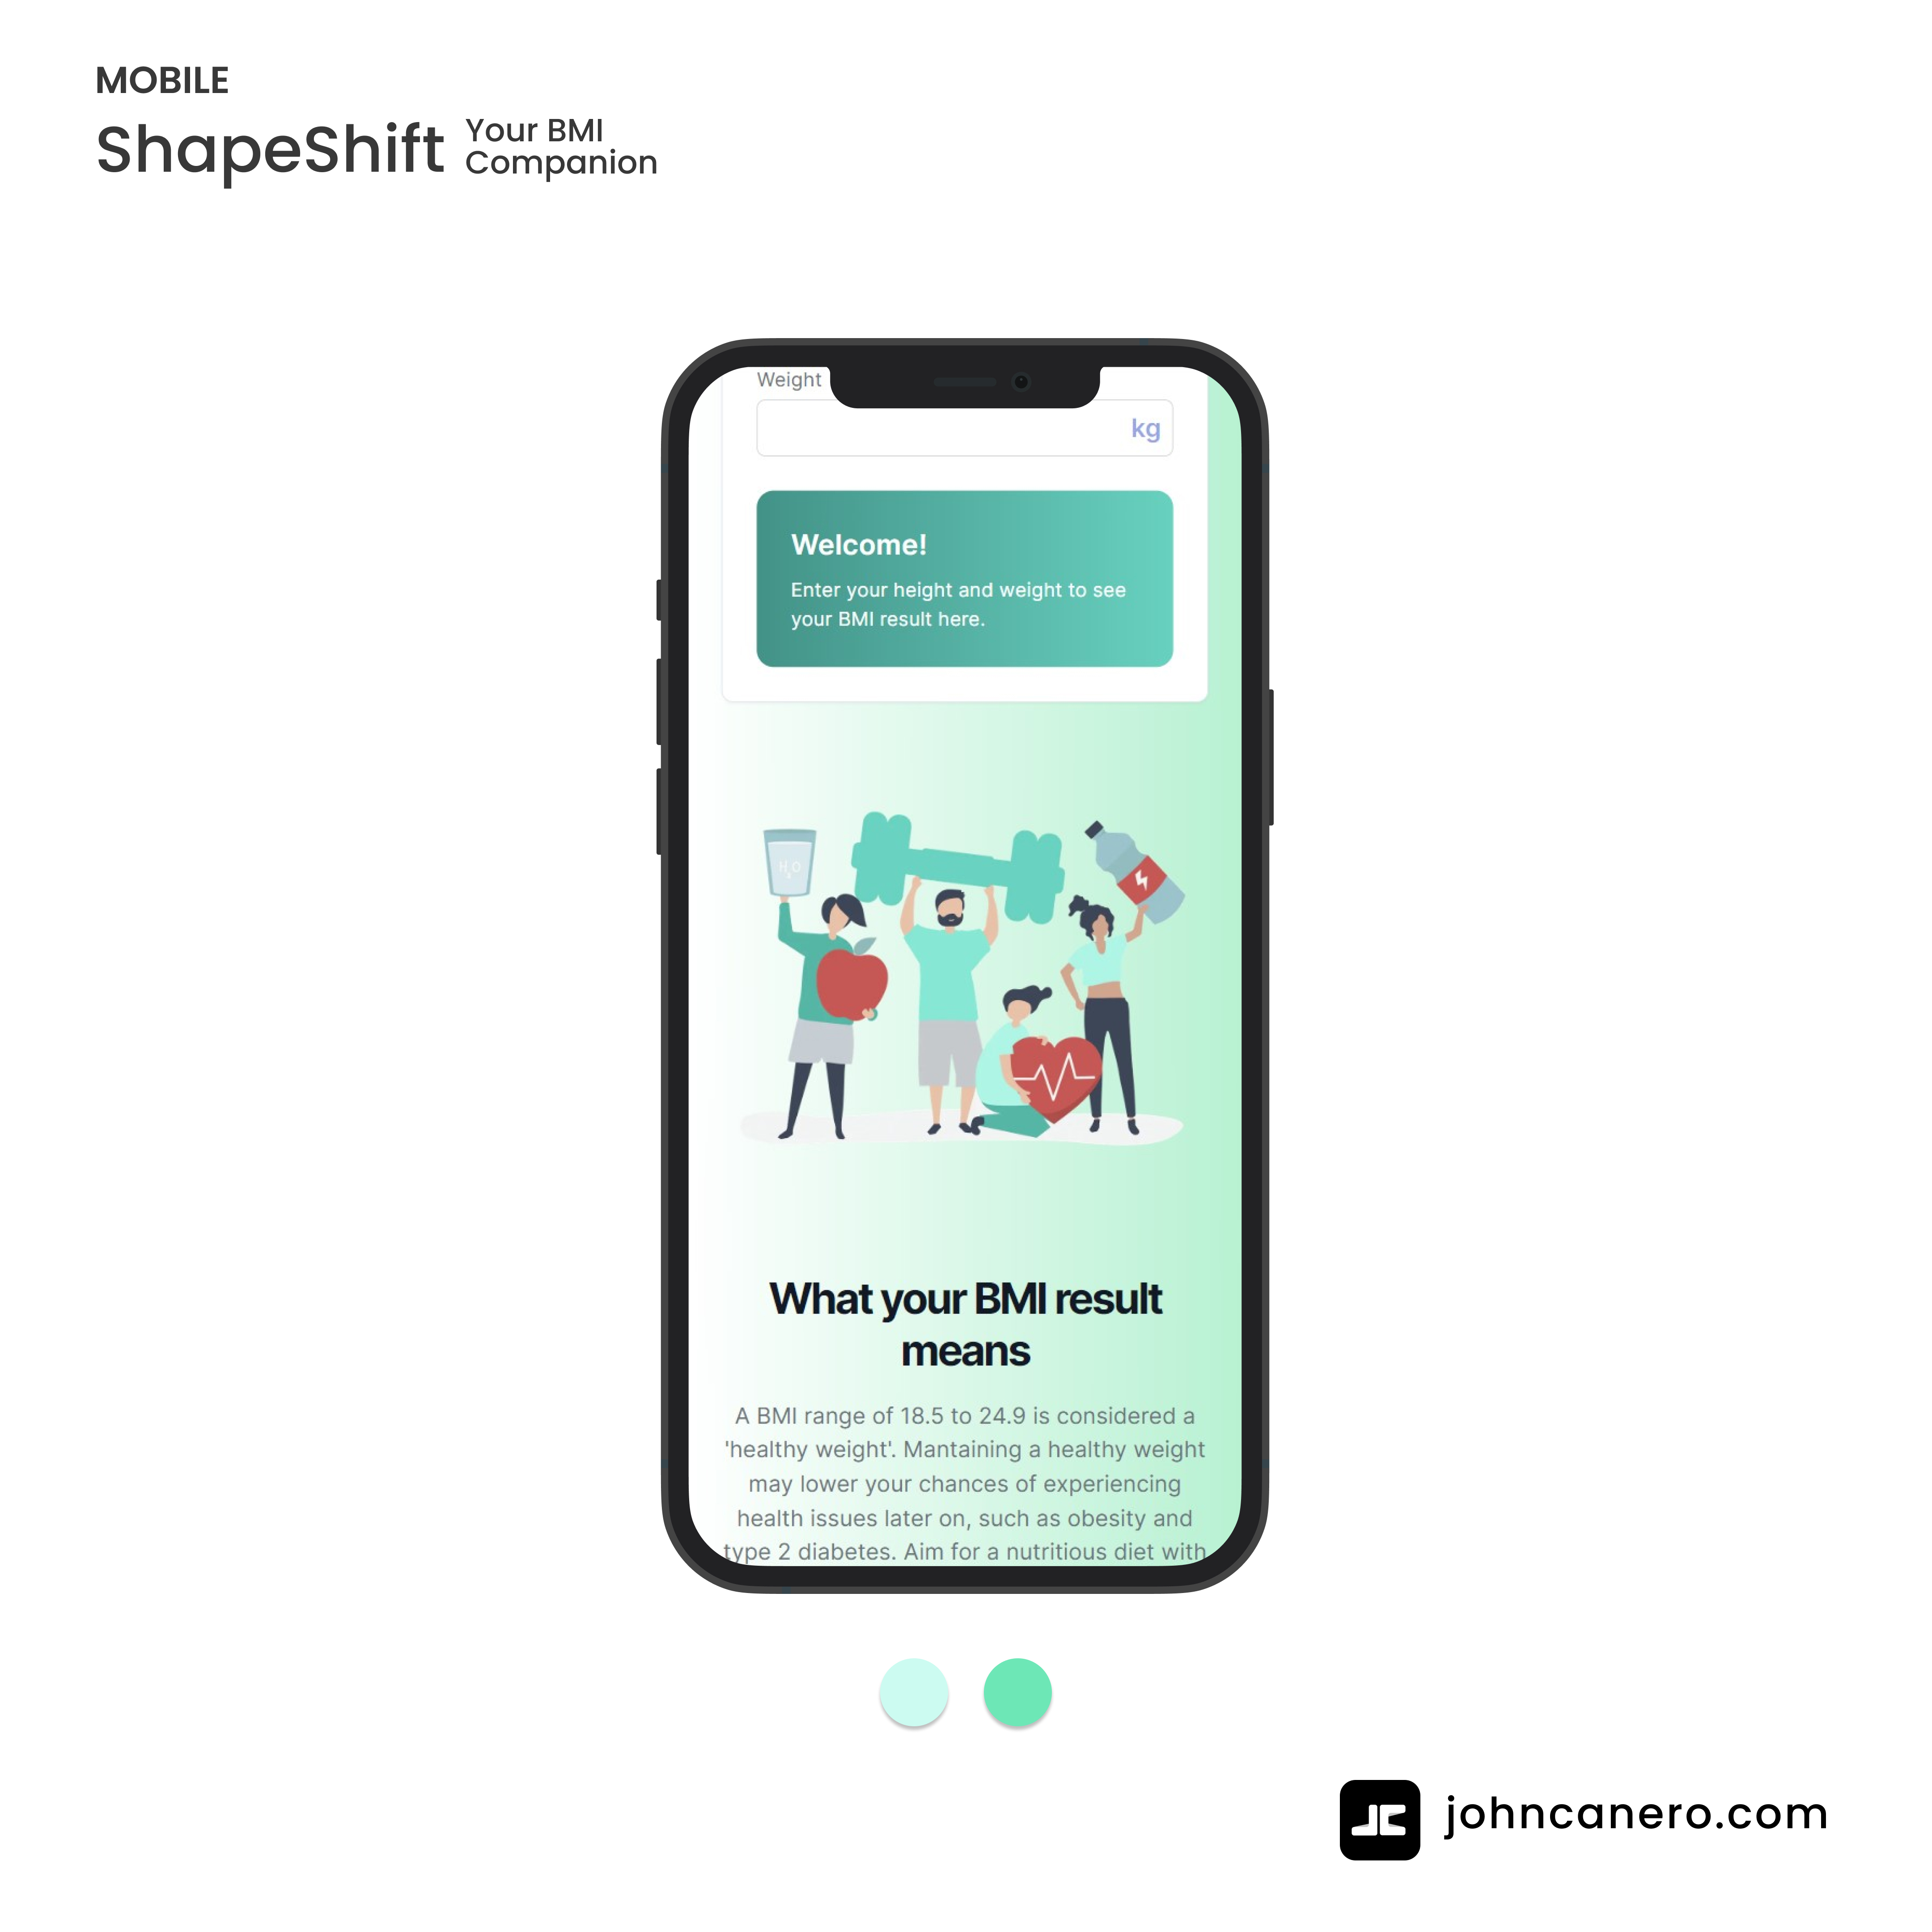 MOBILE
ShapeShift
Your BMI
Companion
Weight
kg
Welcome!
Enter your height and weight to see
your BMI result here.
H2O
What your BMI result
means
A BMI range of 18.5 to 24.9 is considered a
'healthy weight'. Mantaining a healthy weight
may lower your chances of experiencing
health issues later on, such as obesity and
type 2 diabetes. Aim for a nutritious diet with
JC
johncanero.com